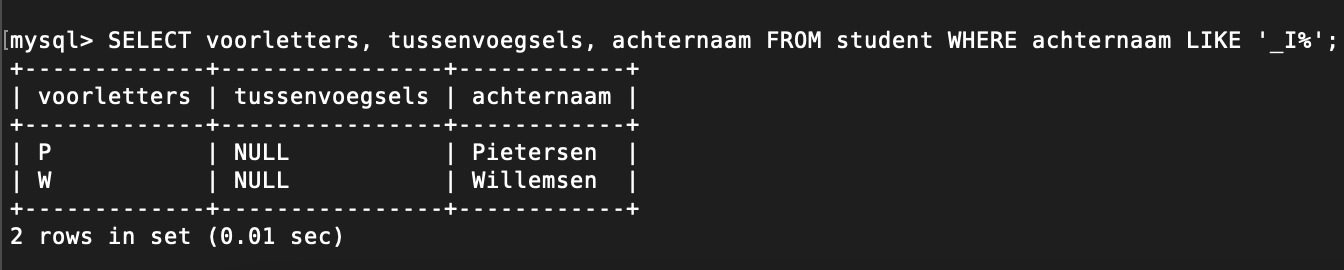 [mysql> SELECT voorletters, tussenvoegsels, achternaam FROM student WHERE achternaam LIKE '_I%';
+-------------+----------------+------------+
| voorletters | tussenvoegsels | achternaam |
+-------------+----------------+------------+
| P           | NULL           | Pietersen  |
| W           | NULL           | Willemsen  |
+-------------+----------------+------------+
2 rows in set (0.01 sec)